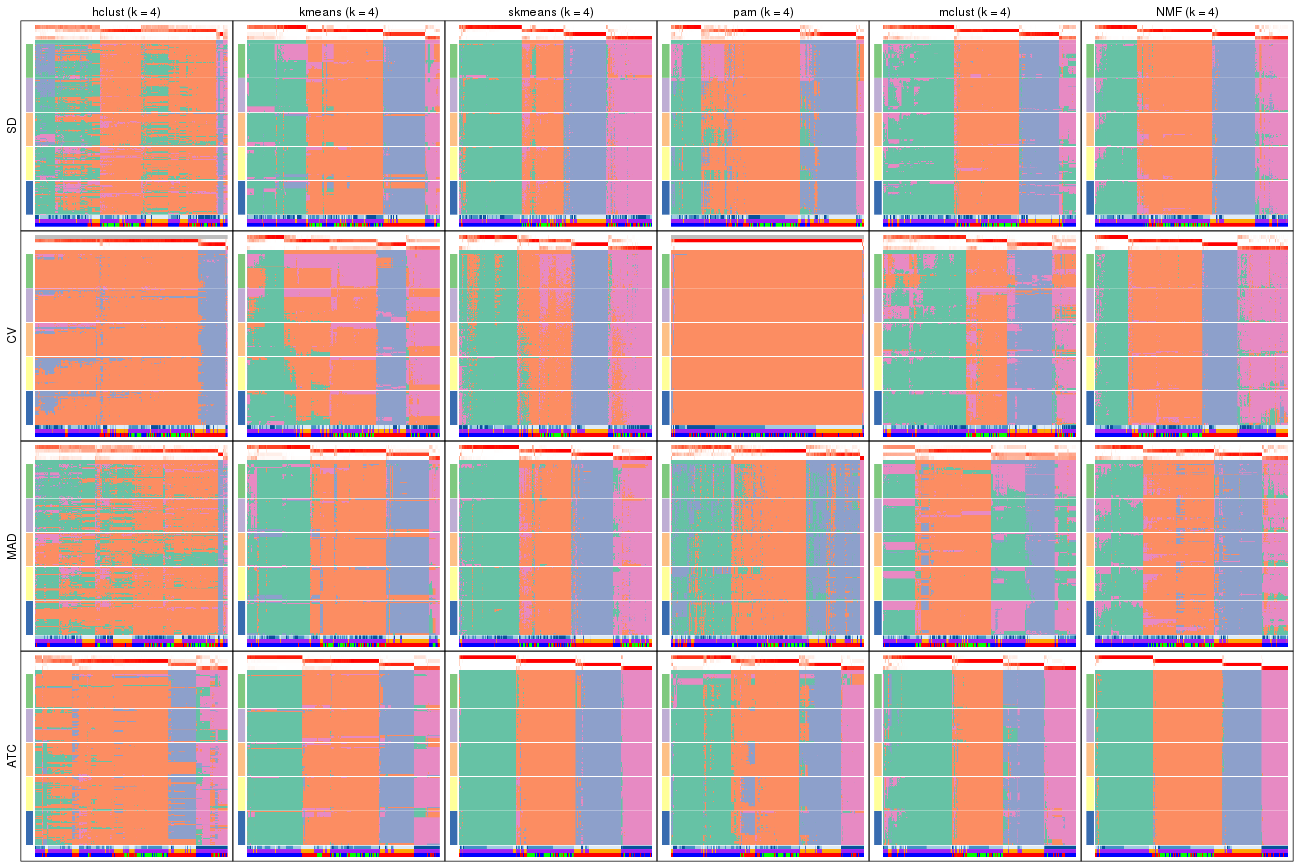 hclust (k = 4)
kmeans (k = 4)
skmeans (k = 4)
pam (k = 4)
mclust (k = 4)
NMF (k = 4)
SD
CV
MAD
ATC